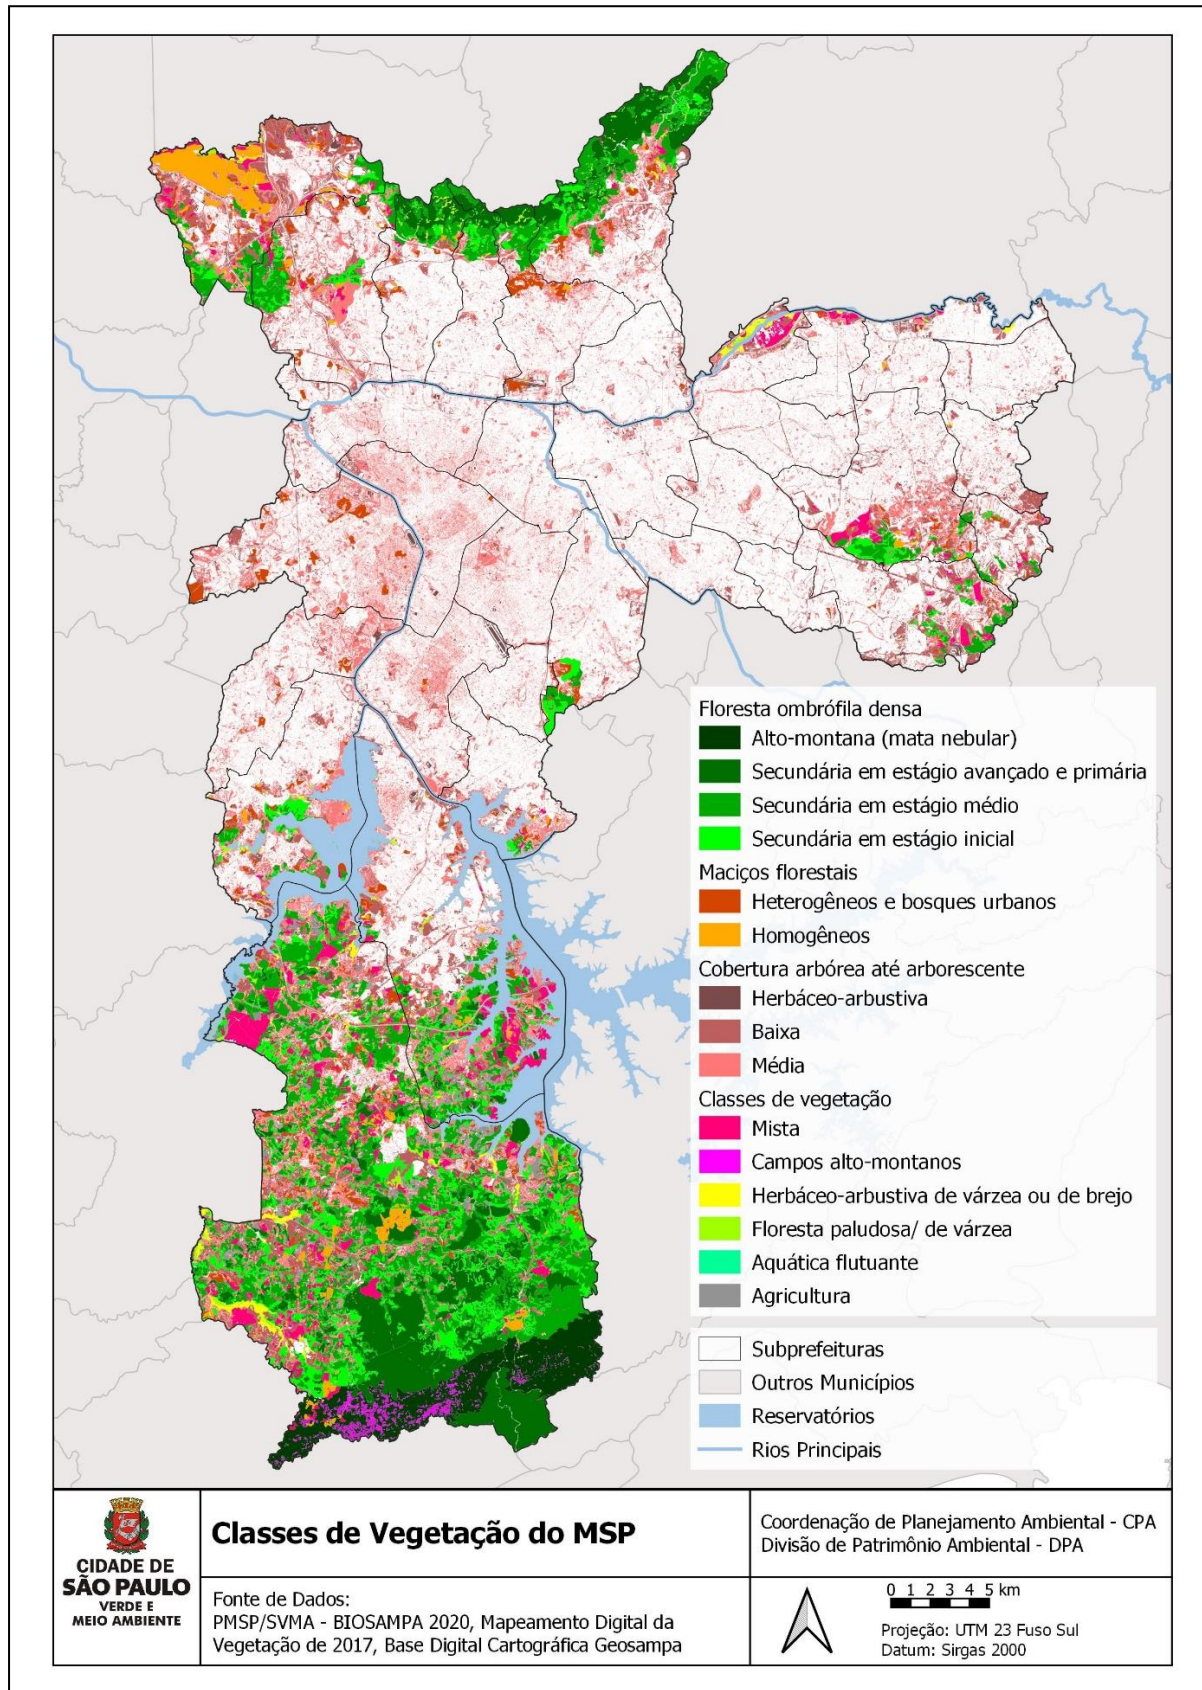 Floresta ombrófila densa
Alto-montana (mata nebular)
Secundária em estágio avançado e primária
Secundária em estágio médio
Secundária em estágio inicial
Maciços florestais
Heterogêneos e bosques urbanos
Homogêneos
Cobertura arbórea até arborescente
Herbáceo-arbustiva
Baixa
Média
Classes de vegetação
Mista
Campos alto-montanos
Herbáceo-arbustiva de várzea ou de brejo
Floresta paludosa/ de várzea
Aquática flutuante
Agricultura
Subprefeituras
Outros Municípios
Reservatórios
Rios Principais
CIDADE DE
SÃO PAULO
VERDE E
MEIO AMBIENTE
Classes de Vegetação do MSP
Fonte de Dados:
PMSP/SVMA - BIOSAMPA 2020, Mapeamento Digital da
Vegetação de 2017, Base Digital Cartográfica Geosampa
Coordenação de Planejamento Ambiental - CPA
Divisão de Patrimônio Ambiental - DPA
0 1 2 3 4 5 km
Projeção: UTM 23 Fuso Sul
Datum: Sirgas 2000